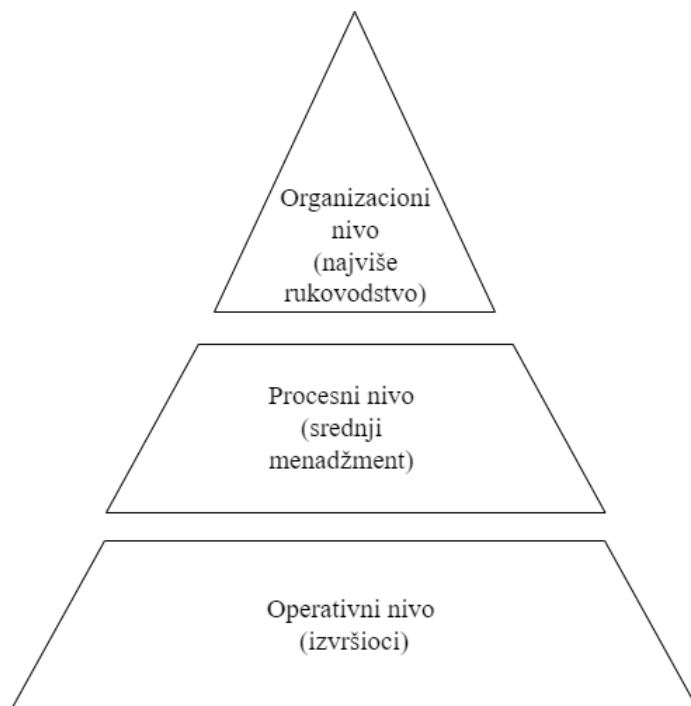 Organizacioni
nivo
(najviše
rukovodstvo)
Procesni nivo
(srednji
menadžment)
Operativni nivo
(izvršioci)